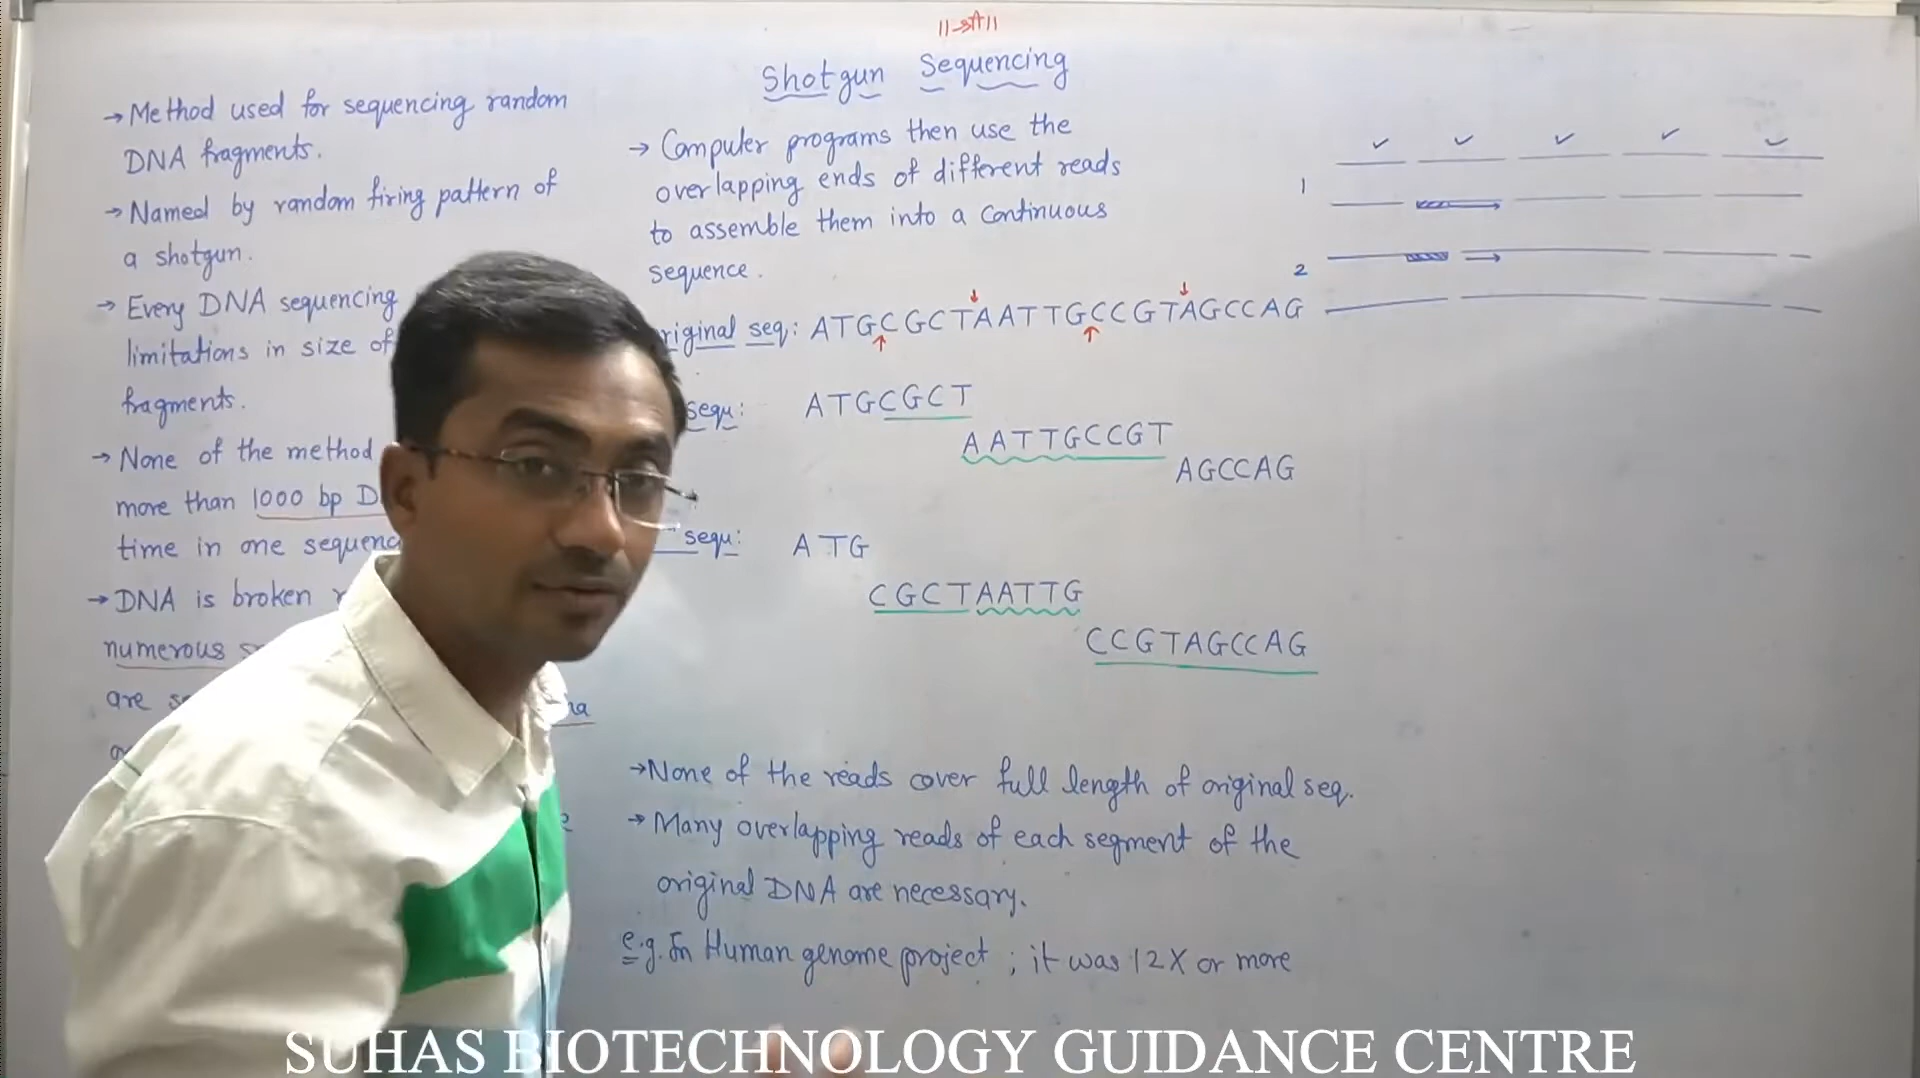 ||श्री||
Shotgun Sequencing
→ Method used for sequencing random
DNA fragments.
→ Named by random firing pattern of
a shotgun.
→ Every DNA sequencing
limitations in size of
fragments.
→ None of the method
more than 1000 bp
time in one
→ DNA is broken
numerous
are
→ Computer programs then use the
overlapping ends of different reads
to assemble them into a continuous
sequence.
seq: ATGCGCTAATTGCCGTAGCCAG
sequ: ATGCGCT
AATTGCCGT
AGCCAG
sequ: ATG
CGCTAATTG
CCGTAGCCAG
→ None of the reads cover full length of original seq.
→ Many overlapping reads of each segment of the
original DNA are necessary.
e.g. In Human genome project ; it was 12X or more
1
2
SUHAS BIOTECHNOLOGY GUIDANCE CENTRE